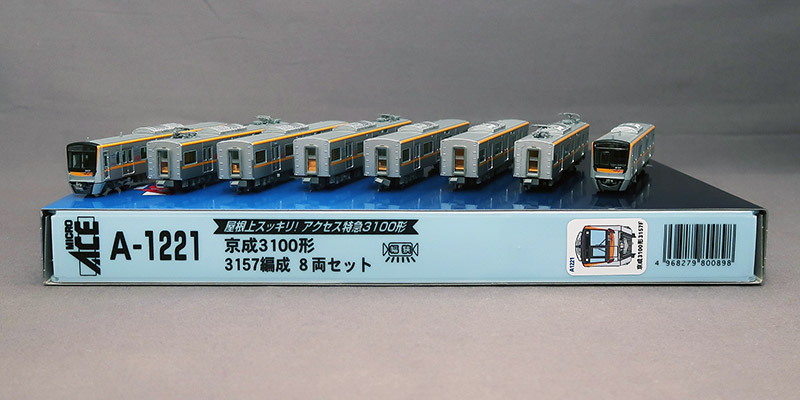 MICRO
ACE
A-1221
屋根上スッキリ! アクセス特急3100形
京成3100形
3157編成 8両セット
A1221
京成3100形3157F
4 968279 800898